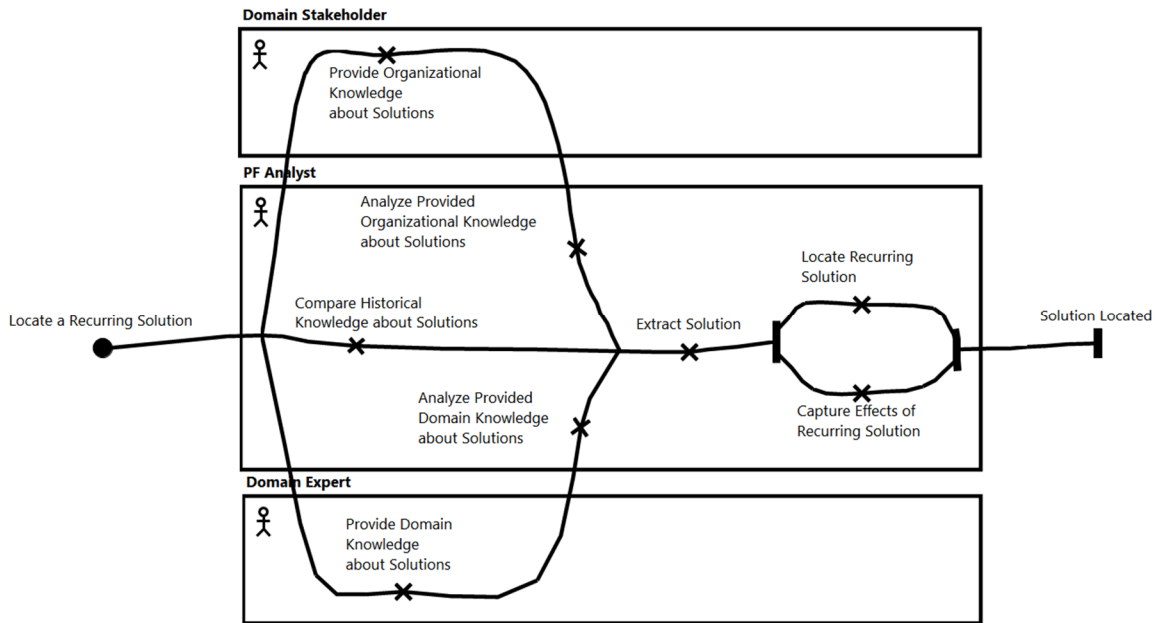 Domain Stakeholder
Provide Organizational
Knowledge
about Solutions
PF Analyst
Analyze Provided
Organizational Knowledge
about Solutions
Locate Recurring
Solution
Compare Historical
Knowledge about Solutions
Locate a Recurring Solution
Extract Solution
Solution Located
Analyze Provided
Domain Knowledge
about Solutions
Capture Effects of
Recurring Solution
Domain Expert
Provide Domain
Knowledge
about Solutions